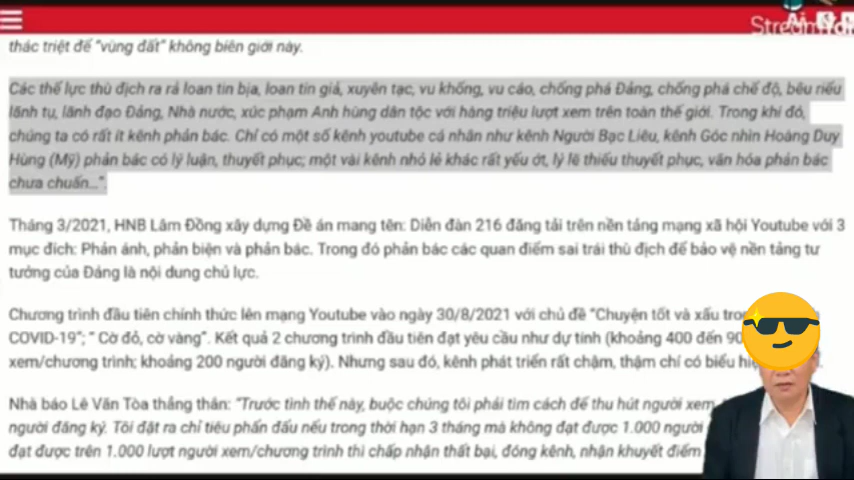 Stream
thác triệt để "vùng đất" không biên giới này.
Các thế lực thù địch ra rả loan tin bịa, loan tin giả, xuyên tạc, vu khống, vu cáo, chống phá Đảng, chống phá chế độ, bêu riếu
lãnh tụ, lãnh đạo Đảng, Nhà nước, xúc phạm Anh hùng dân tộc với hàng triệu lượt xem trên toàn thế giới. Trong khi đó,
chúng ta có rất ít kênh phản bác. Chỉ có một số kênh youtube cá nhân như kênh Người Bạc Liêu, kênh Góc nhìn Hoàng Duy
Hùng (Mỹ) phản bác có lý luận, thuyết phục; một vài kênh nhỏ lẻ khác rất yếu ớt, lý lẽ thiếu thuyết phục, văn hóa phản bác
chưa chuẩn...".
Tháng 3/2021, HNB Lâm Đồng xây dựng Đề án mang tên: Diễn đàn 216 đăng tải trên nền tảng mạng xã hội Youtube với 3
mục đích: Phản ánh, phản biện và phản bác. Trong đó phản bác các quan điểm sai trái thù địch để bảo vệ nền tảng tư
tưởng của Đảng là nội dung chủ lực.
Chương trình đầu tiên chính thức lên mạng Youtube vào ngày 30/8/2021 với chủ đề "Chuyện tốt và xấu
COVID-19"; " Cờ đỏ, cờ vàng". Kết quả 2 chương trình đầu tiên đạt yêu cầu như dự tính (khoảng 400 đến
xem/chương trình; khoảng 200 người đăng ký). Nhưng sau đó, kênh phát triển rất chậm, thậm chí có biểu
Nhà báo Lê Văn Tòa thẳng thắn: "Trước tình thế này, buộc chúng tôi phải tìm cách để thu hút người xem
người đăng ký. Tôi đặt ra chỉ tiêu phấn đấu nếu trong thời hạn 3 tháng mà không đạt được 1.000 người
đạt được trên 1.000 lượt người xem/chương trình thì chấp nhận thất bại, đóng kênh, nhận khuyết điểm